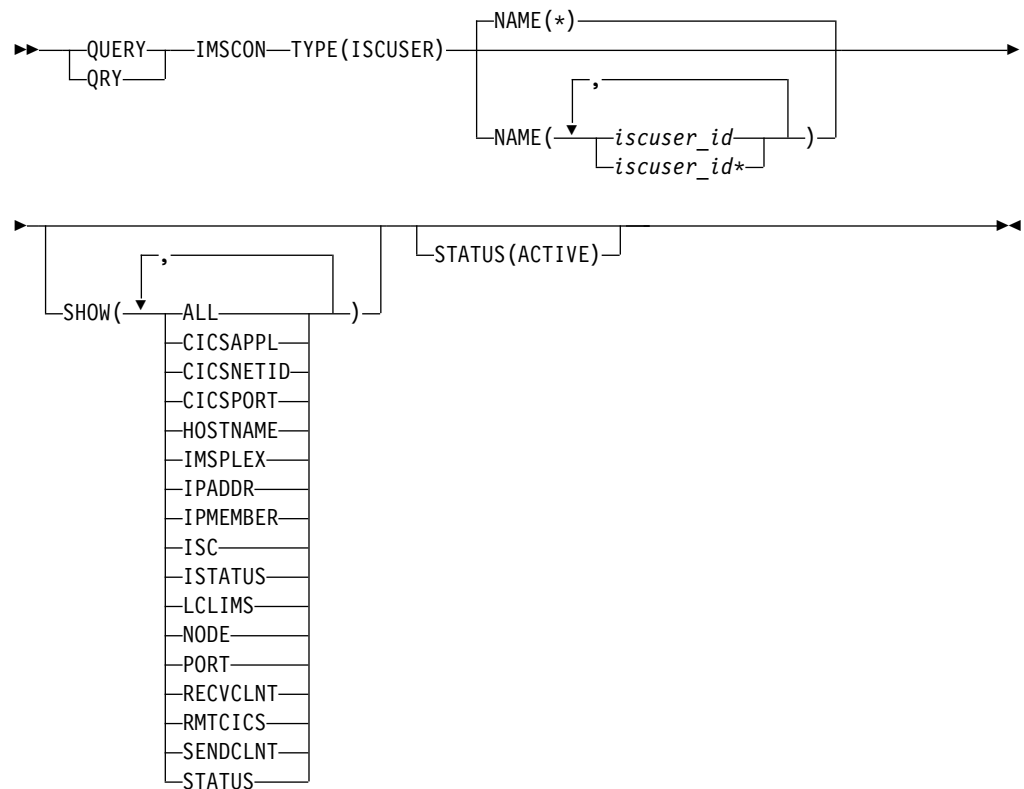 NAME(*)
QUERY IMSCON TYPE(ISCUSER)
QRY
,
NAME( iscuser_id )
iscuser_id*
,
STATUS(ACTIVE)
SHOW( ALL )
CICSAPPL
CICSNETID
CICSPORT
HOSTNAME
IMSPLEX
IPADDR
IPMEMBER
ISC
ISTATUS
LCLIMS
NODE
PORT
RECVCLNT
RMTCICS
SENDCLNT
STATUS